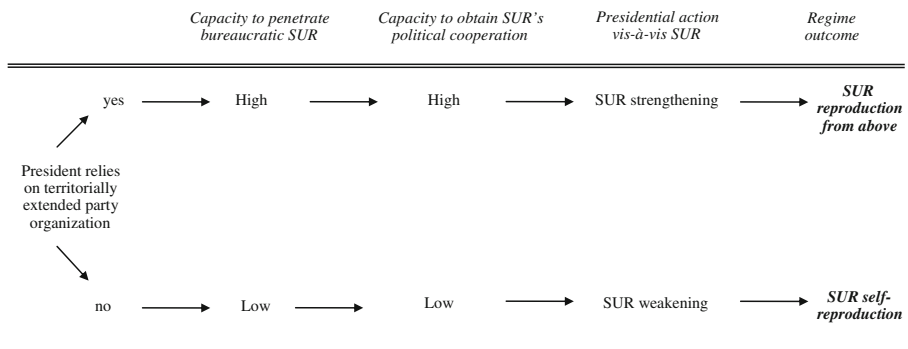 Capacity to penetrate
bureaucratic SUR
Capacity to obtain SUR's
political cooperation
Presidential action
vis-à-vis SUR
Regime
outcome
yes
High
High
SUR strengthening
SUR
reproduction
from above
President relies
on territorially
extended party
organization
no
Low
Low
SUR weakening
SUR self-
reproduction